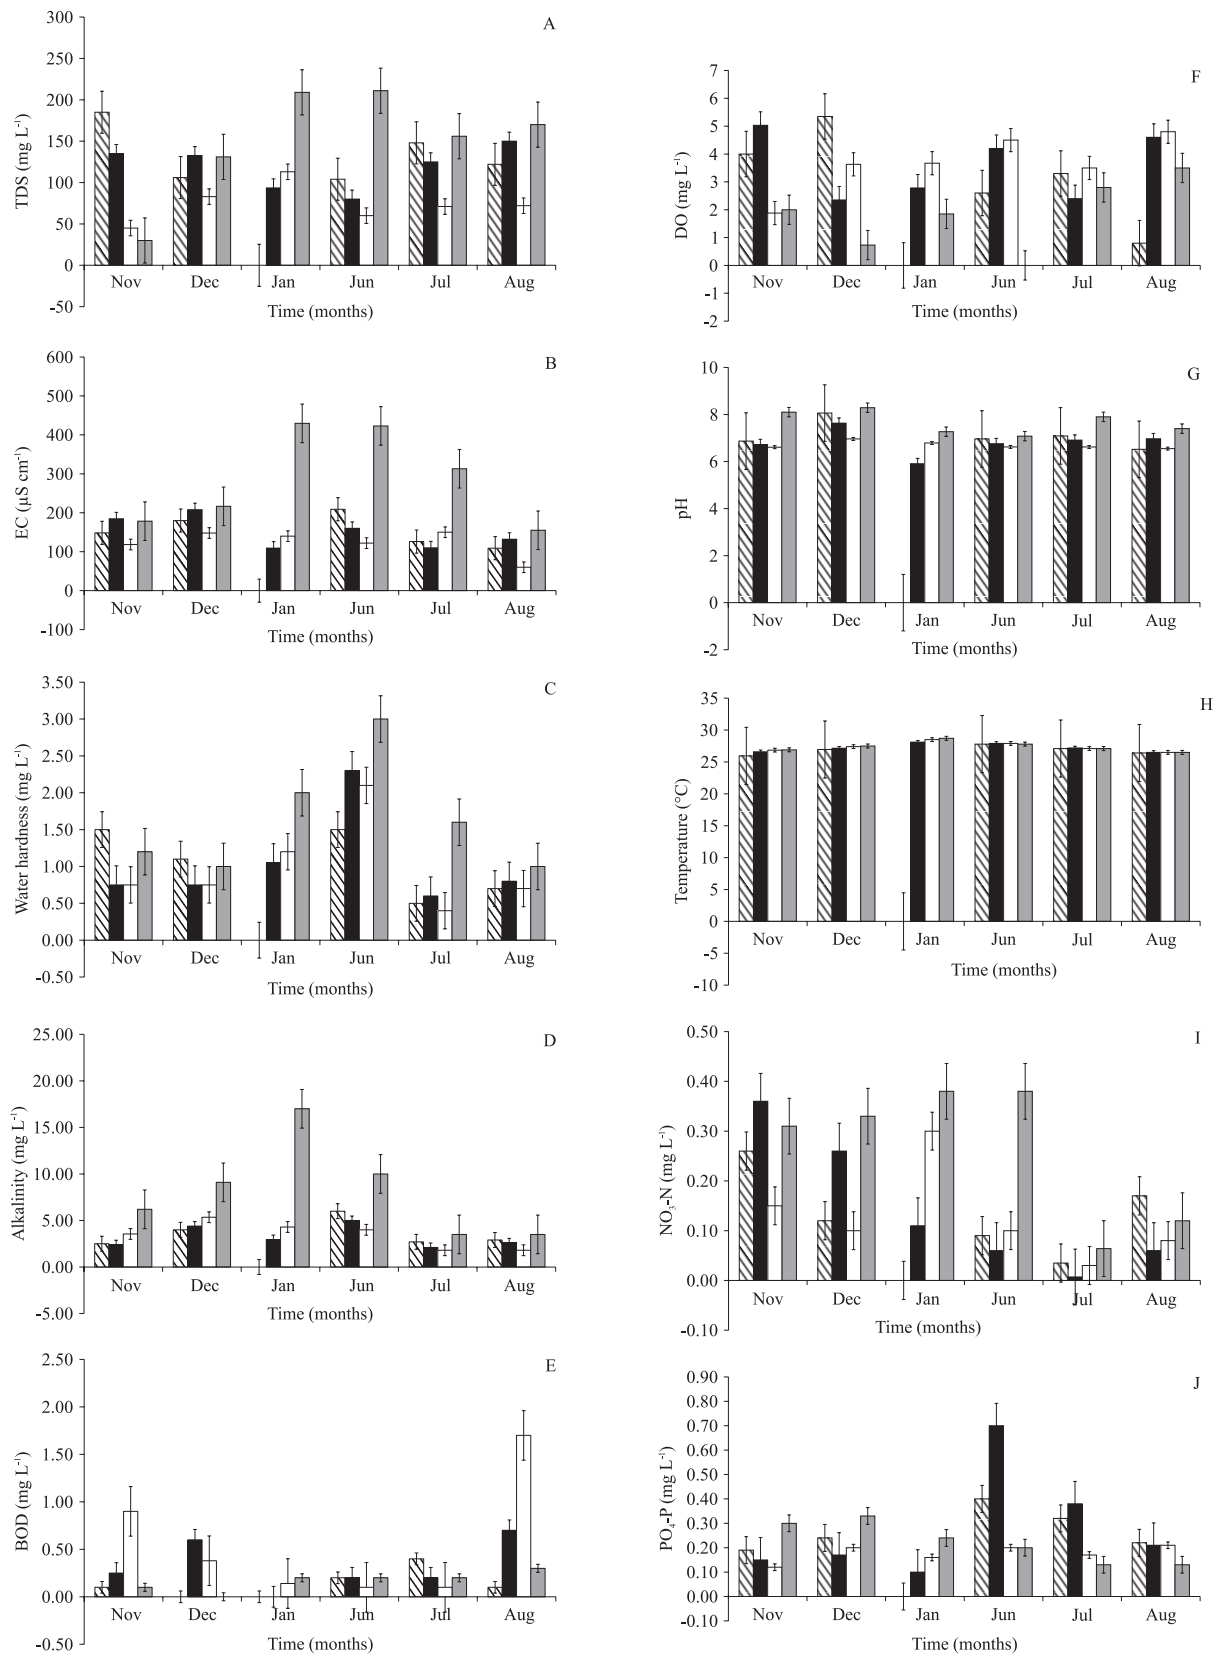 A
300
250
200
150
100
50
0
-50
TDS (mg L⁻¹)
Nov Dec Jan Jun Jul Aug
Time (months)
B
600
500
400
300
200
100
0
-100
EC (µS cm⁻¹)
Nov Dec Jan Jun Jul Aug
Time (months)
C
3.50
3.00
2.50
2.00
1.50
1.00
0.50
0.00
-0.50
Water hardness (mg L⁻¹)
Nov Dec Jan Jun Jul Aug
Time (months)
D
25.00
20.00
15.00
10.00
5.00
0.00
-5.00
Alkalinity (mg L⁻¹)
Nov Dec Jan Jun Jul Aug
Time (months)
E
2.50
2.00
1.50
1.00
0.50
0.00
-0.50
BOD (mg L⁻¹)
Nov Dec Jan Jun Jul Aug
Time (months)
F
7
6
5
4
3
2
1
0
-1
-2
DO (mg L⁻¹)
Nov Dec Jan Jun Jul Aug
Time (months)
G
10
8
6
4
2
0
-2
pH
Nov Dec Jan Jun Jul Aug
Time (months)
H
35
30
25
20
15
10
5
0
-5
-10
Temperature (°C)
Nov Dec Jan Jun Jul Aug
Time (months)
I
0.50
0.40
0.30
0.20
0.10
0.00
-0.10
NO₃-N (mg L⁻¹)
Nov Dec Jan Jun Jul Aug
Time (months)
J
0.90
0.80
0.70
0.60
0.50
0.40
0.30
0.20
0.10
0.00
-0.10
PO₄-P (mg L⁻¹)
Nov Dec Jan Jun Jul Aug
Time (months)